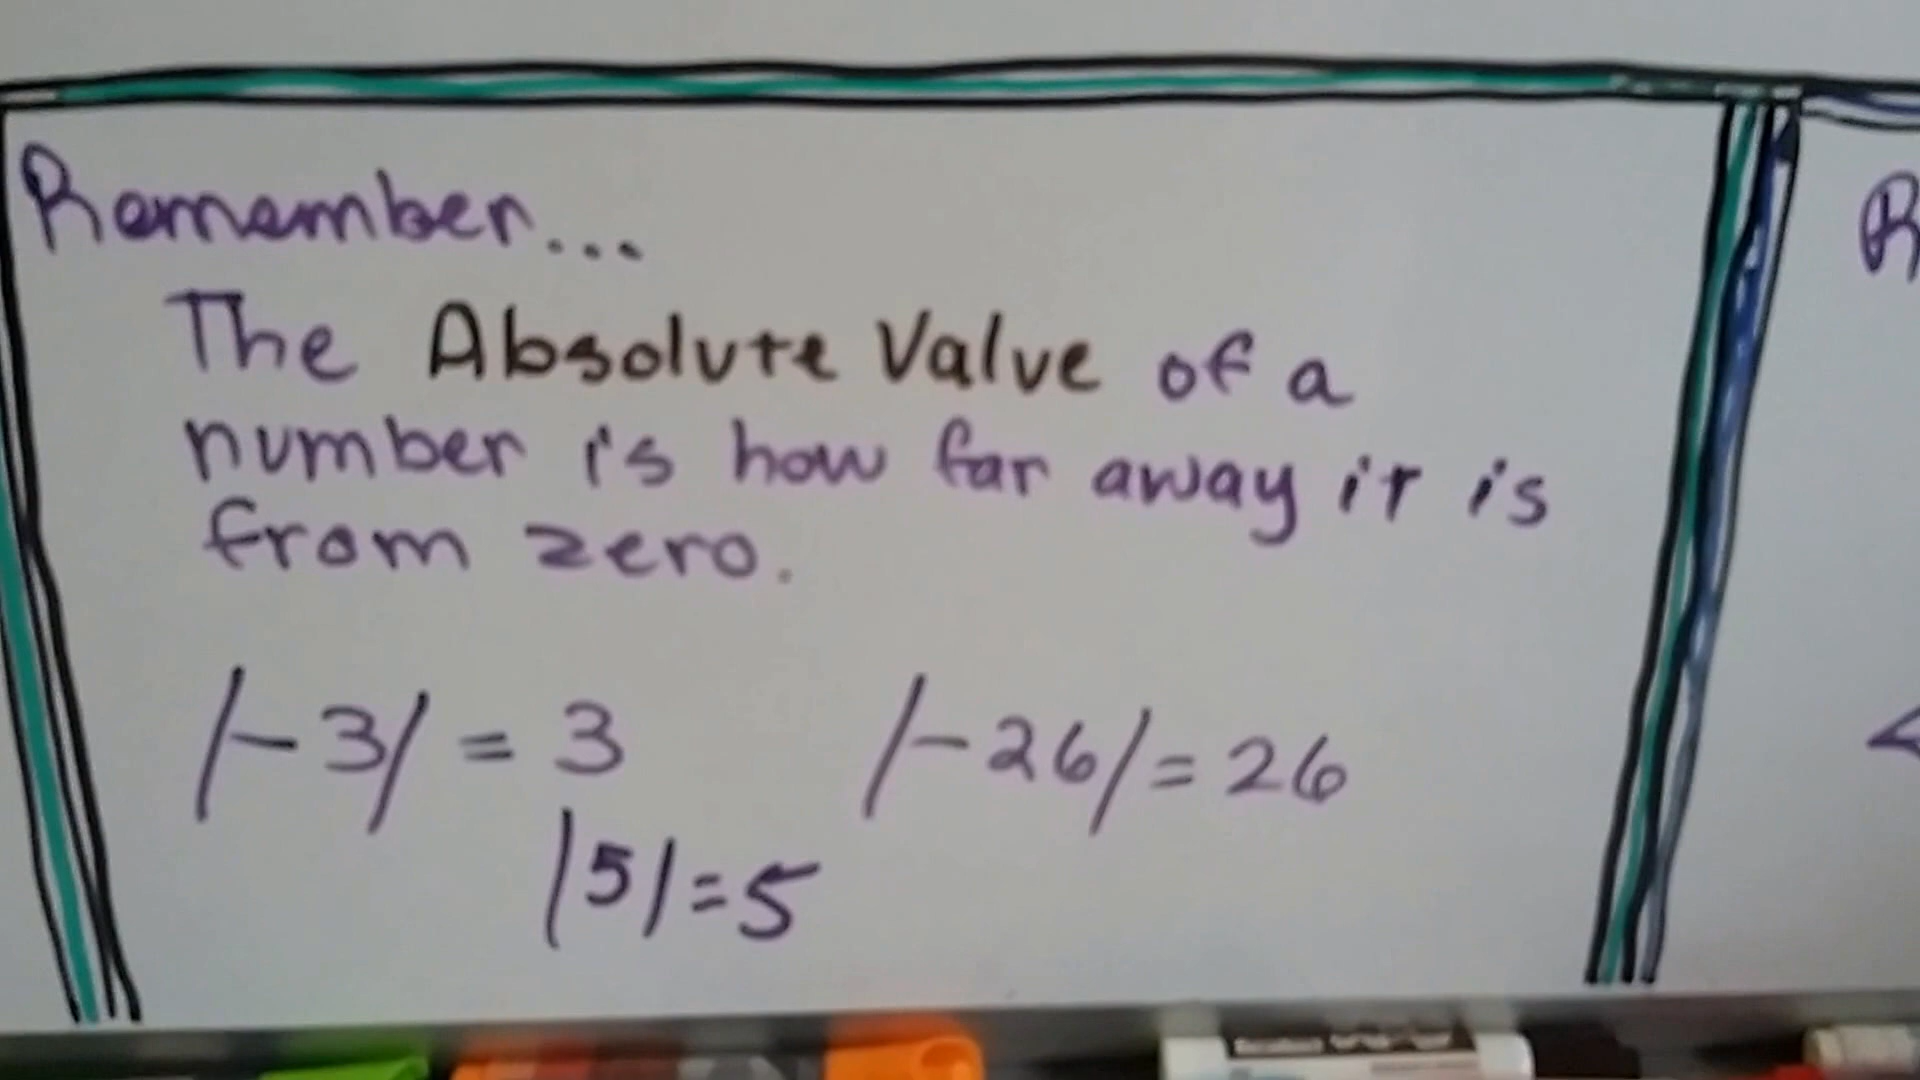 Remember...
The Absolute Value of a
number is how far away it is
from zero.
|-3| = 3 |-26| = 26
|5| = 5
R